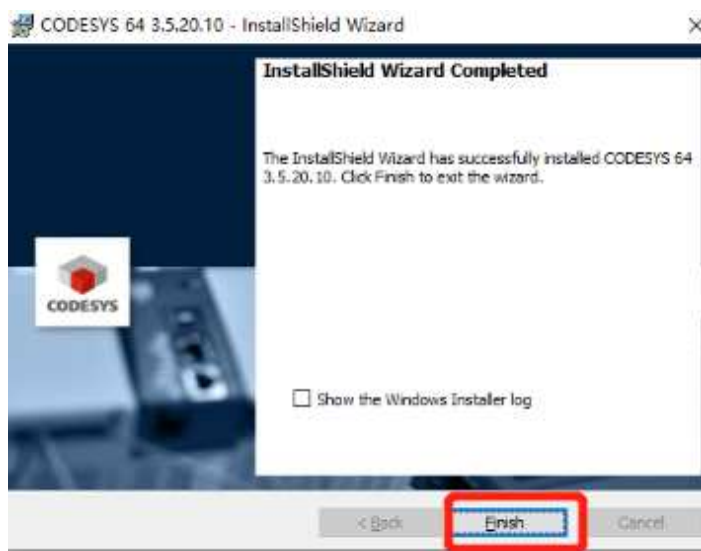 CODESYS 64 3.5.20.10 - InstallShield Wizard
InstallShield Wizard Completed
The InstallShield Wizard has successfully installed CODESYS 64
3.5.20.10. Click Finish to exit the wizard.
CODESYS
Show the Windows Installer log
< Back
Finish
Cancel